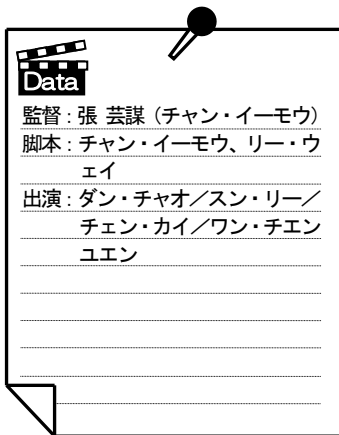 Data
監督:張 芸謀(チャン・イーモウ)
脚本:チャン・イーモウ、リー・ウ
ェイ
出演:ダン・チャオ/スン・リー/
チェン・カイ/ワン・チエン
ユエン